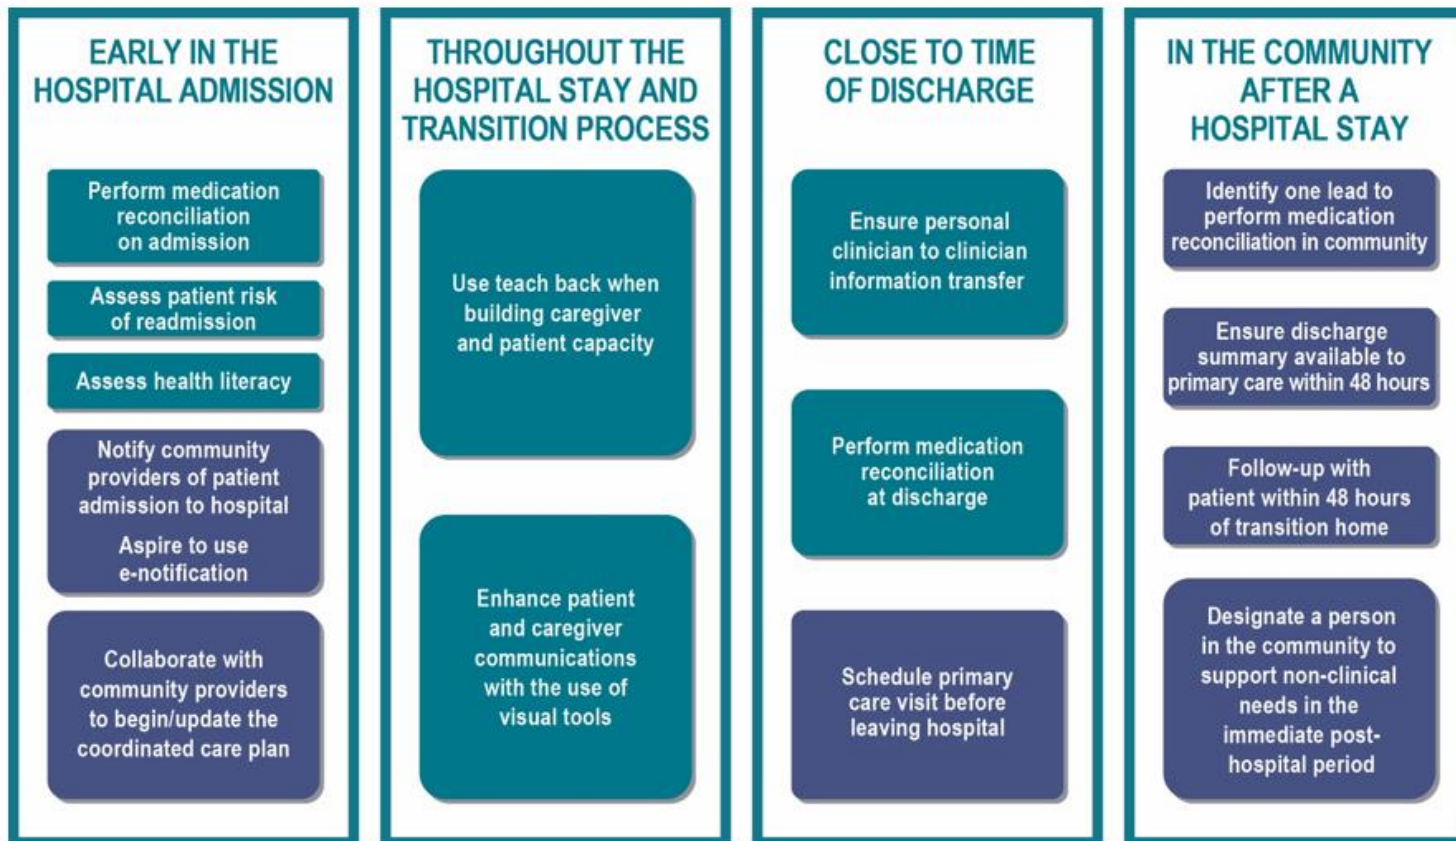 EARLY IN THE
HOSPITAL ADMISSION
Perform medication
reconciliation
on admission
Assess patient risk
of readmission
Assess health literacy
Notify community
providers of patient
admission to hospital
Aspire to use
e-notification
Collaborate with
community providers
to begin/update the
coordinated care plan
THROUGHOUT THE
HOSPITAL STAY AND
TRANSITION PROCESS
Use teach back when
building caregiver
and patient capacity
Enhance patient
and caregiver
communications
with the use of
visual tools
CLOSE TO TIME
OF DISCHARGE
Ensure personal
clinician to clinician
information transfer
Perform medication
reconciliation
at discharge
Schedule primary
care visit before
leaving hospital
IN THE COMMUNITY
AFTER A
HOSPITAL STAY
Identify one lead to
perform medication
reconciliation in community
Ensure discharge
summary available to
primary care within 48 hours
Follow-up with
patient within 48 hours
of transition home
Designate a person
in the community to
support non-clinical
needs in the
immediate post-
hospital period